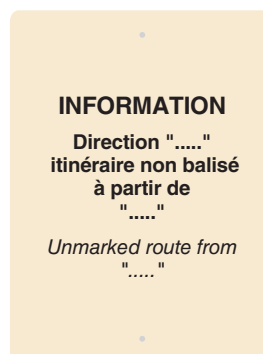 INFORMATION
Direction "....."
itinéraire non balisé
à partir de
"....."
Unmarked route from
"....."